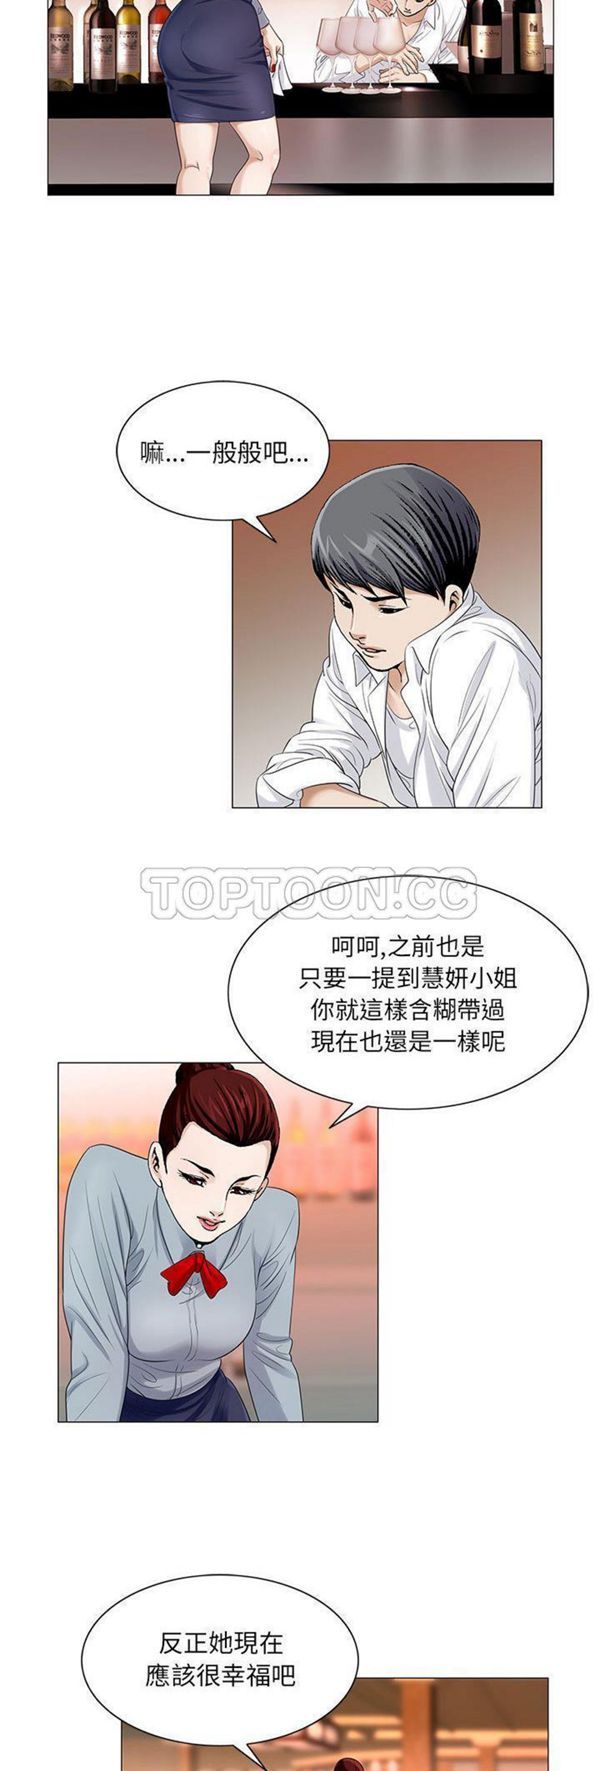 REDWOOD
REDWOOD
嘛...一般般吧...
TOPTOON.CC
呵呵,之前也是
只要一提到慧妍小姐
你就這樣含糊帶過
現在也還是一樣呢
反正她現在
應該很幸福吧